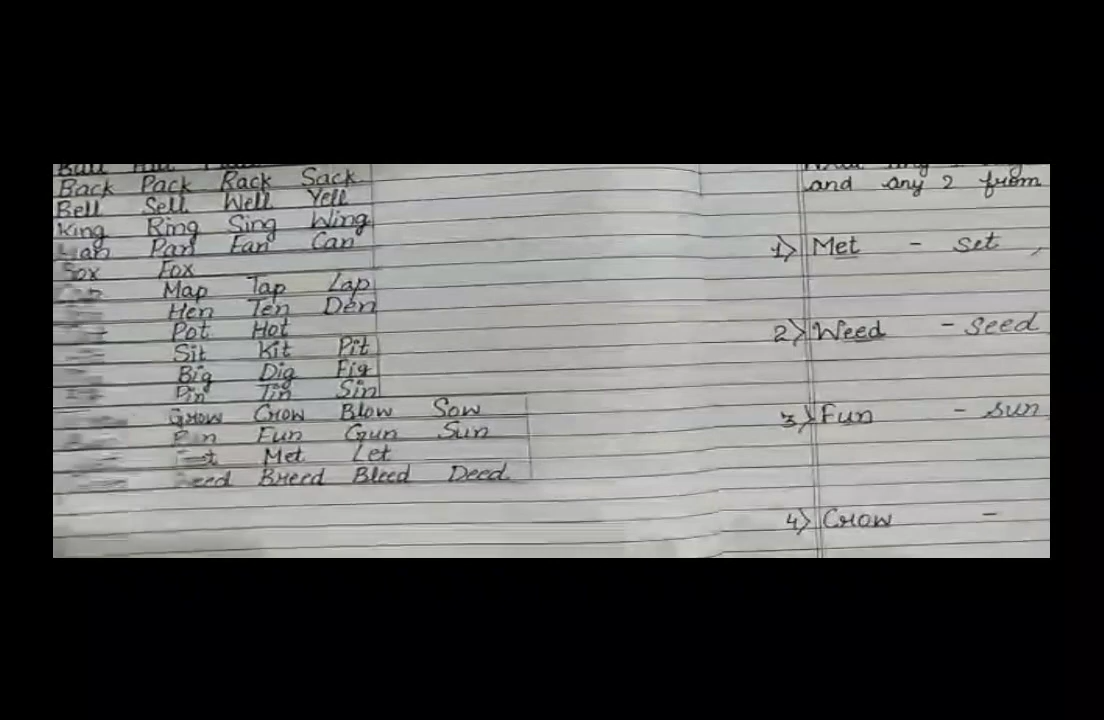 Back Pack Rack Sack
Bell Sell Well Yell
King Ring Sing Wing
Pan Fan Can
Sox Fox
Map Tap Lap
Hen Ten Den
Pot Hot
Sit Kit Pit
Big Dig Fig
Pin Tin Sin
Grow Crow Blow Sow
Fun Gun Sun
Met Let
Breed Bleed Deed
and any 2 from
1) Met - set ,
2) Weed - seed
3) Fun - sun
4) Crow -